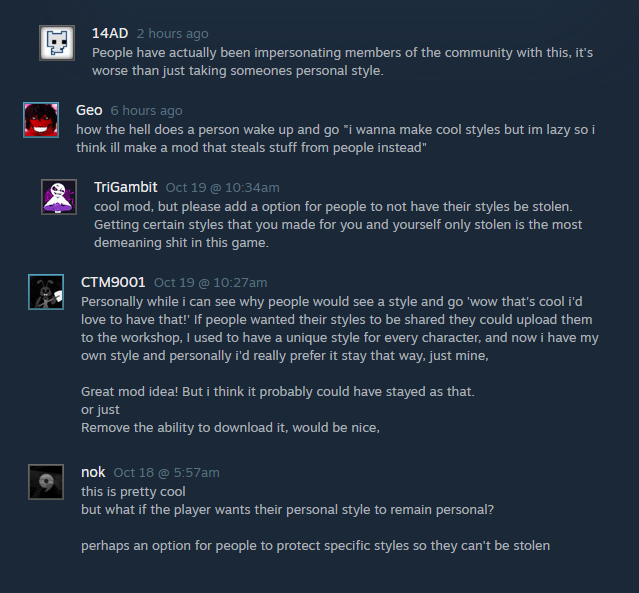 14AD 2 hours ago
People have actually been impersonating members of the community with this, it's
worse than just taking someones personal style.
Geo 6 hours ago
how the hell does a person wake up and go "i wanna make cool styles but im lazy so i
think ill make a mod that steals stuff from people instead"
TriGambit Oct 19 @ 10:34am
cool mod, but please add a option for people to not have their styles be stolen.
Getting certain styles that you made for you and yourself only stolen is the most
demeaning shit in this game.
CTM9001 Oct 19 @ 10:27am
Personally while i can see why people would see a style and go 'wow that's cool i'd
love to have that!' If people wanted their styles to be shared they could upload them
to the workshop, I used to have a unique style for every character, and now i have my
own style and personally i'd really prefer it stay that way, just mine,
Great mod idea! But i think it probably could have stayed as that.
or just
Remove the ability to download it, would be nice,
nok Oct 18 @ 5:57am
this is pretty cool
but what if the player wants their personal style to remain personal?
perhaps an option for people to protect specific styles so they can't be stolen